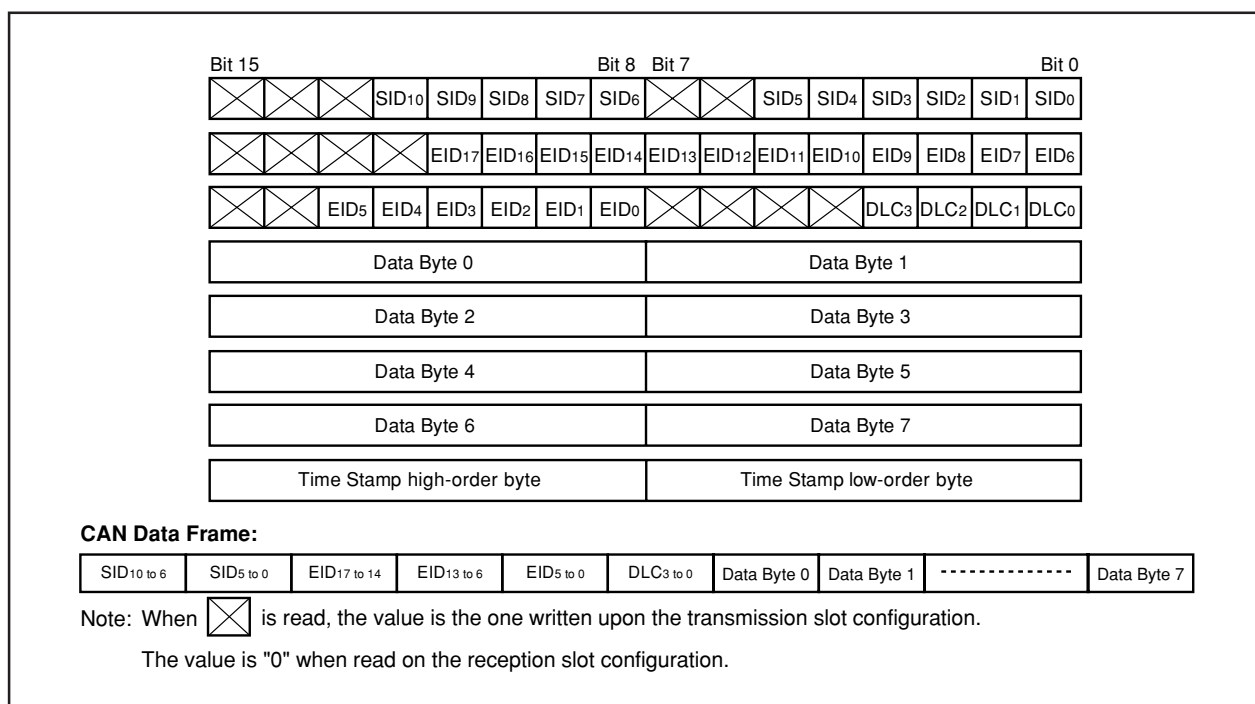 Bit 15 Bit 8 Bit 7 Bit 0
SID10 SID9 SID8 SID7 SID6 SID5 SID4 SID3 SID2 SID1 SID0
EID17 EID16 EID15 EID14 EID13 EID12 EID11 EID10 EID9 EID8 EID7 EID6
EID5 EID4 EID3 EID2 EID1 EID0 DLC3 DLC2 DLC1 DLC0
Data Byte 0 Data Byte 1
Data Byte 2 Data Byte 3
Data Byte 4 Data Byte 5
Data Byte 6 Data Byte 7
Time Stamp high-order byte Time Stamp low-order byte
CAN Data Frame:
SID10 to 6 SID5 to 0 EID17 to 14 EID13 to 6 EID5 to 0 DLC3 to 0 Data Byte 0 Data Byte 1 Data Byte 7
Note: When is read, the value is the one written upon the transmission slot configuration.
The value is "0" when read on the reception slot configuration.